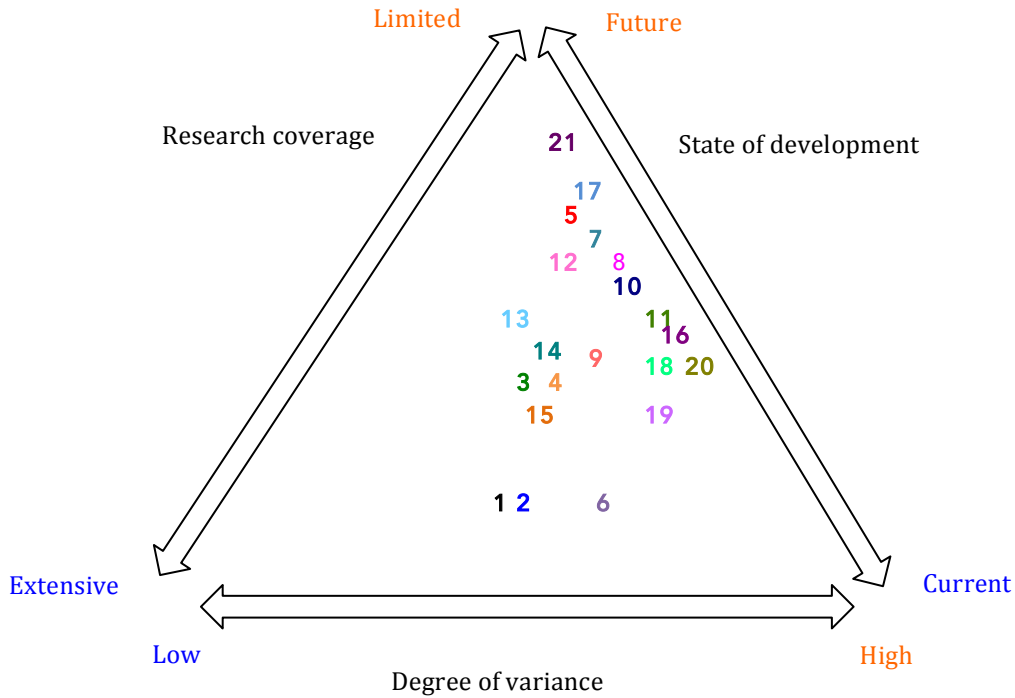 Limited Future
Research coverage
State of development
21
17
5
7
12 8
10
13 11
16
14 9
18 20
3 4
15 19
1 2 6
Extensive Current
Low High
Degree of variance